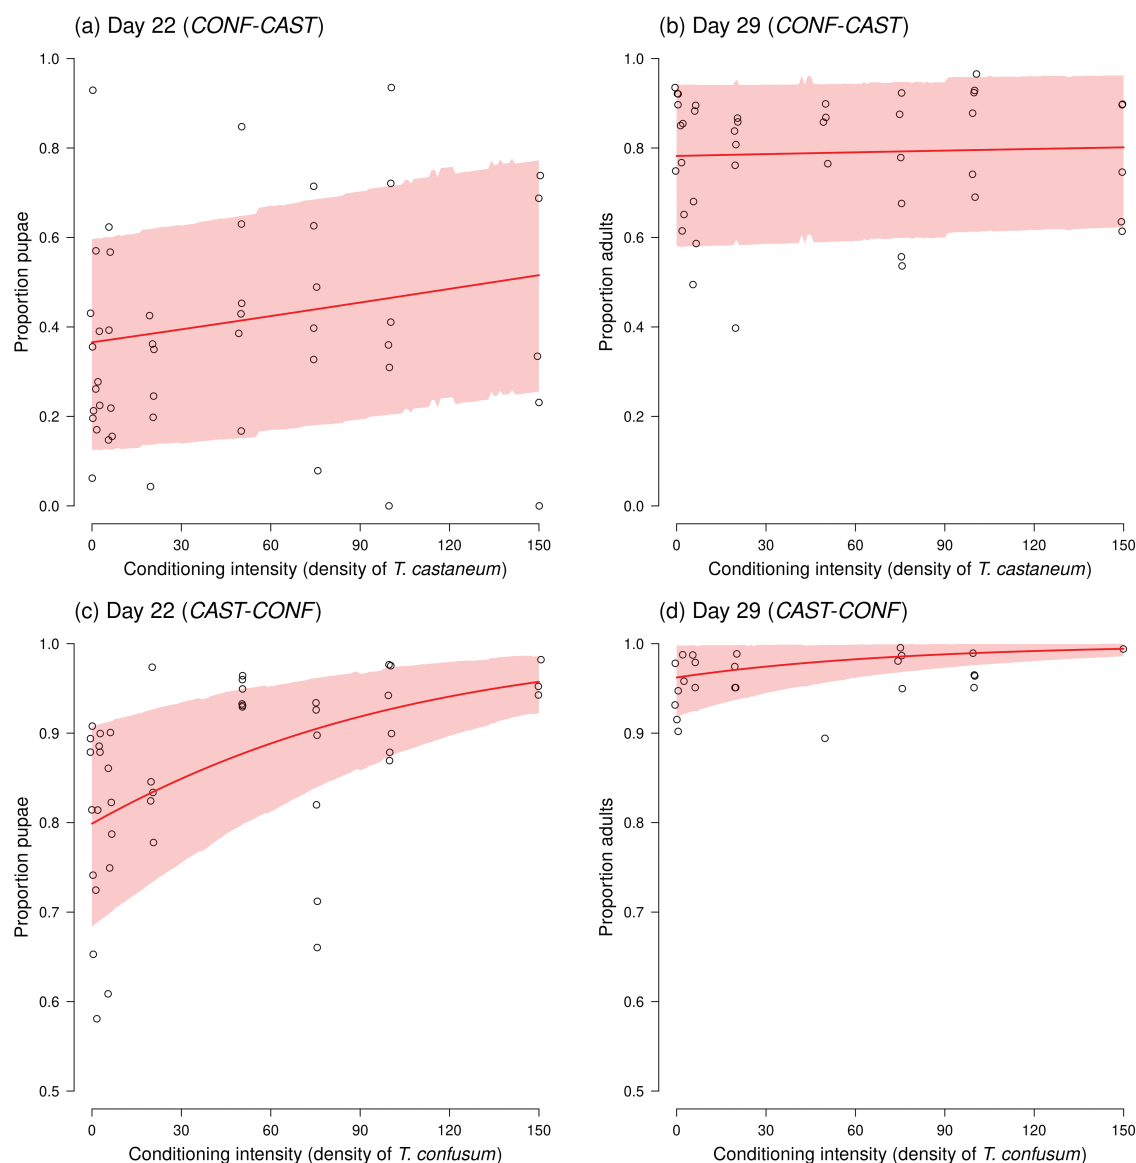 (a) Day 22 (CONF-CAST)
1.0
0.8
0.6
0.4
0.2
0.0
Proportion pupae
0 30 60 90 120 150
Conditioning intensity (density of T. castaneum)
(b) Day 29 (CONF-CAST)
1.0
0.8
0.6
0.4
0.2
0.0
Proportion adults
0 30 60 90 120 150
Conditioning intensity (density of T. castaneum)
(c) Day 22 (CAST-CONF)
1.0
0.9
0.8
0.7
0.6
0.5
Proportion pupae
0 30 60 90 120 150
Conditioning intensity (density of T. confusum)
(d) Day 29 (CAST-CONF)
1.0
0.9
0.8
0.7
0.6
0.5
Proportion adults
0 30 60 90 120 150
Conditioning intensity (density of T. confusum)